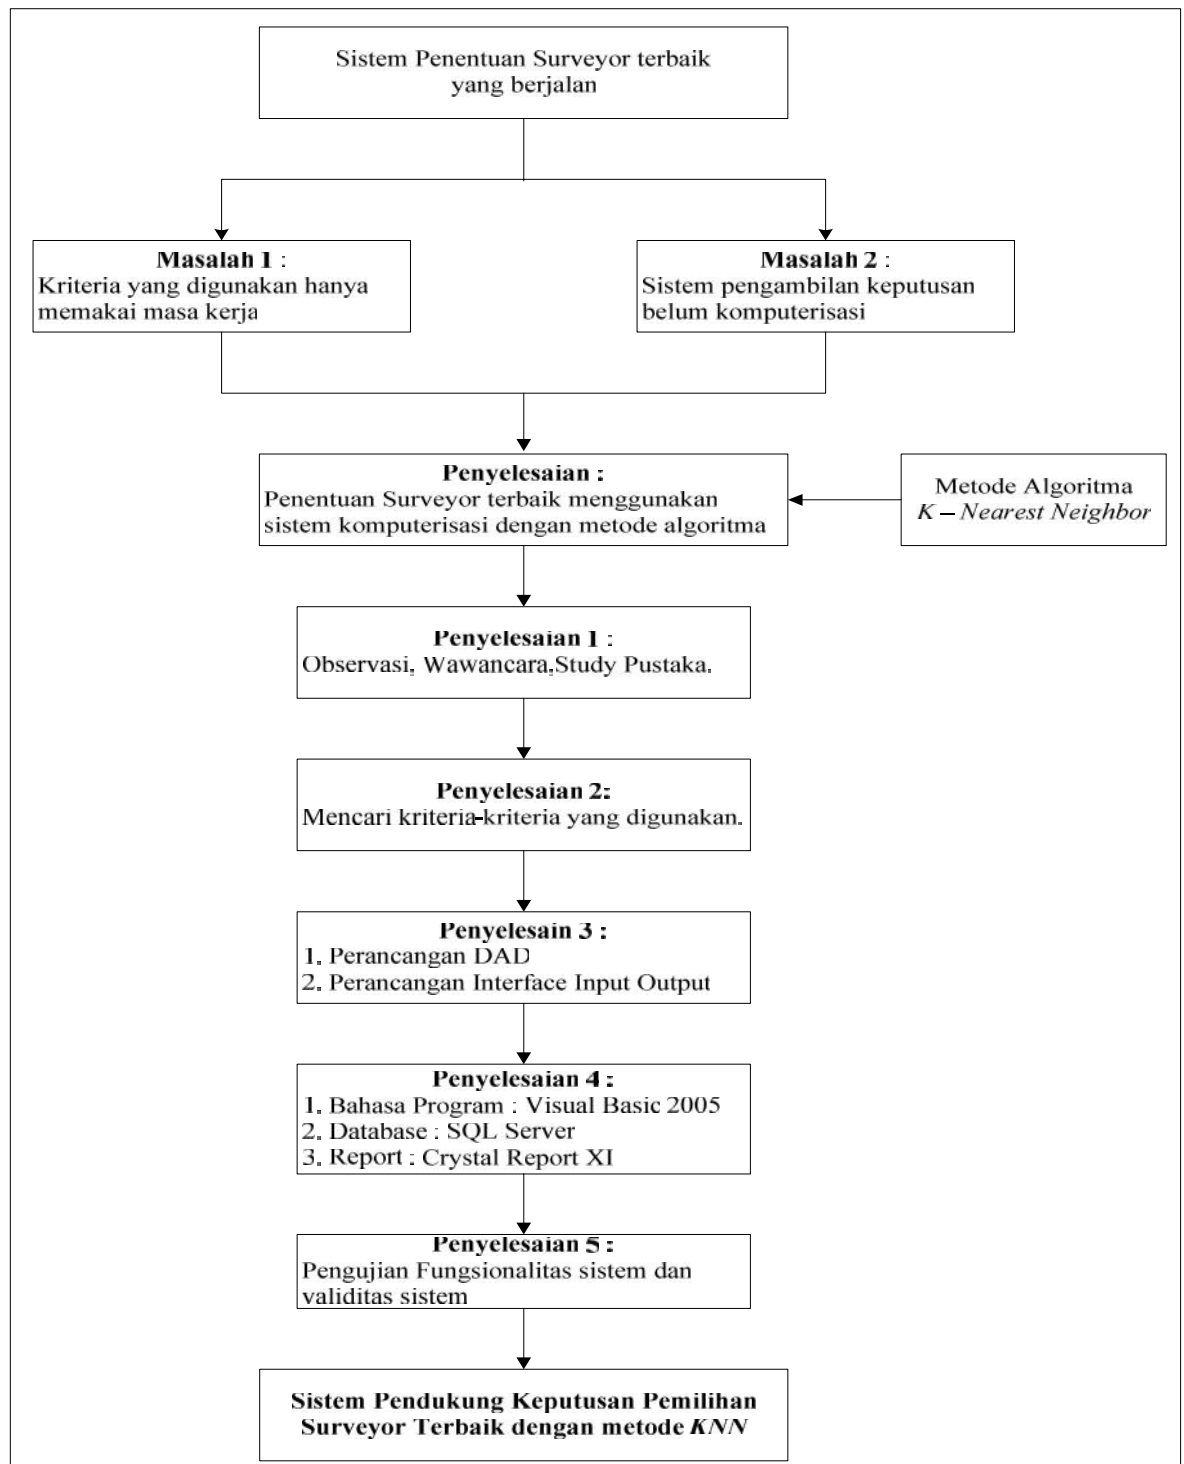 Sistem Penentuan Surveyor terbaik
yang berjalan
Masalah 1 :
Kriteria yang digunakan hanya
memakai masa kerja
Masalah 2 :
Sistem pengambilan keputusan
belum komputerisasi
Penyelesaian :
Penentuan Surveyor terbaik menggunakan
sistem komputerisasi dengan metode algoritma
Metode Algoritma
K – Nearest Neighbor
Penyelesaian 1 :
Observasi, Wawancara,Study Pustaka.
Penyelesaian 2:
Mencari kriteria-kriteria yang digunakan.
Penyelesain 3 :
1. Perancangan DAD
2. Perancangan Interface Input Output
Penyelesaian 4 :
1. Bahasa Program : Visual Basic 2005
2. Database : SQL Server
3. Report : Crystal Report XI
Penyelesaian 5 :
Pengujian Fungsionalitas sistem dan
validitas sistem
Sistem Pendukung Keputusan Pemilihan
Surveyor Terbaik dengan metode KNN